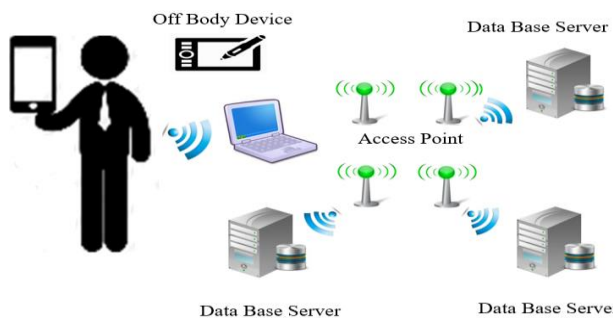 Off Body Device
Data Base Server
Access Point
Data Base Server
Data Base Serve